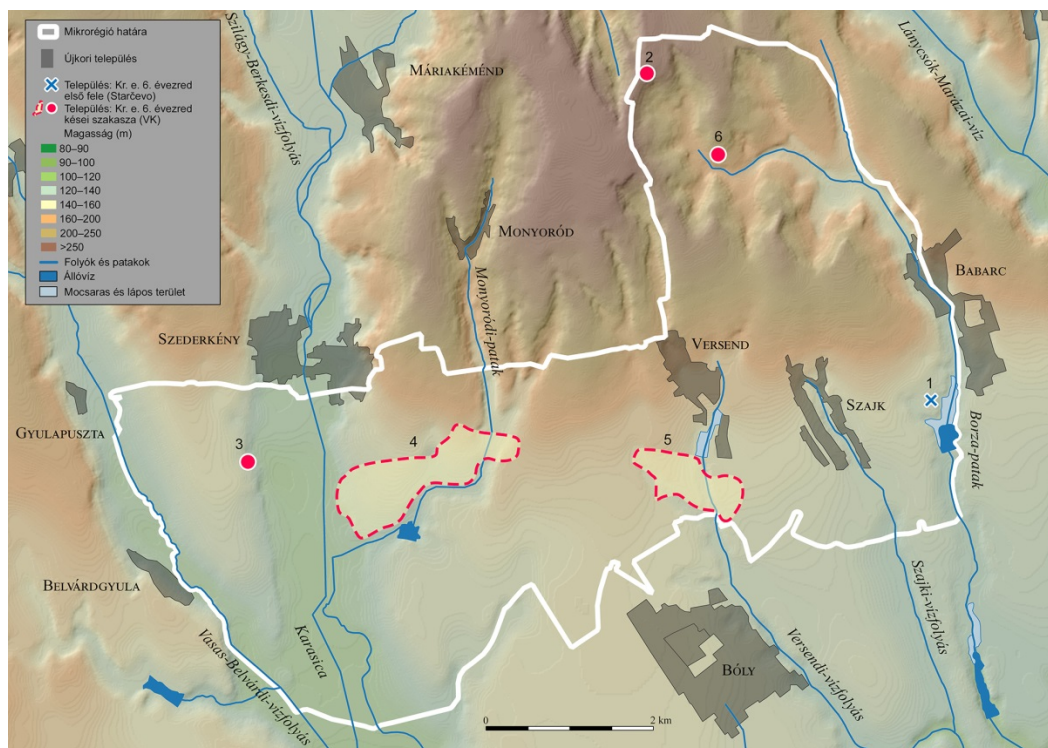 Mikrorégió határa
Újkori település
Település: Kr. e. 6. évezred
első fele (Starčevo)
Település: Kr. e. 6. évezred
kései szakasza (VK)
Magasság (m)
80–90
90–100
100–120
120–140
140–160
160–200
200–250
>250
Folyók és patakok
Állóvíz
Mocsaras és lápos terület
Szilágy-Berkesdi-vízfolyás
MÁRIAKÉMÉND
2
Lánycsók-Marázai-víz
6
MONYORÓD
Monyoródi-patak
BABARC
SZEDERKÉNY
VERSEND
1
SZAJK
GYULAPUSZTA
3
4
5
Borza-patak
BELVÁRDGYULA
Vasas-Belvárdi-vízfolyás
Karasica
Szajki-vízfolyás
Versendi-vízfolyás
BÓLY
0
2 km